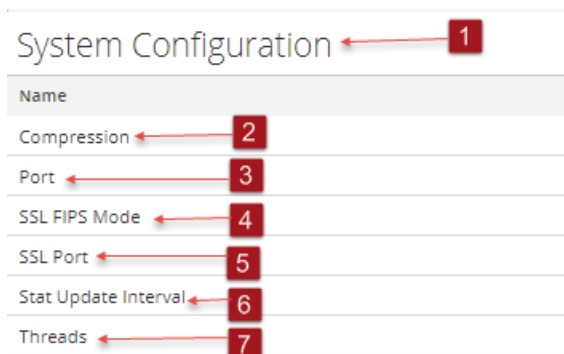 System Configuration 1
Name
Compression 2
Port 3
SSL FIPS Mode 4
SSL Port 5
Stat Update Interval 6
Threads 7